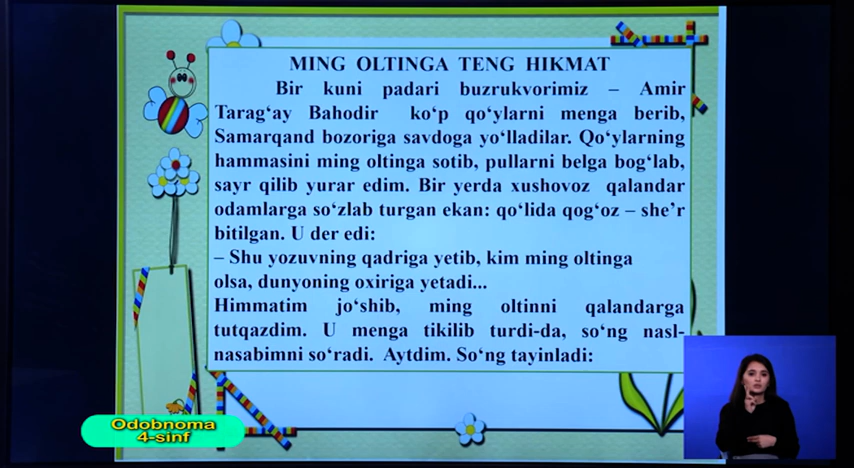 MING OLTINGA TENG HIKMAT
Bir kuni padari buzrukvorimiz – Amir
Tarag‘ay Bahodir ko‘p qo‘ylarni menga berib,
Samarqand bozoriga savdoga yo‘lladilar. Qo‘ylarning
hammasini ming oltinga sotib, pullarni belga bog‘lab,
sayr qilib yurar edim. Bir yerda xushovoz qalandar
odamlarga so‘zlab turgan ekan: qo‘lida qog‘oz – she’r
bitilgan. U der edi:
– Shu yozuvning qadriga yetib, kim ming oltinga
olsa, dunyoning oxiriga yetadi...
Himmatim jo‘shib, ming oltinni qalandarga
tutqazdim. U menga tikilib turdi-da, so‘ng nasl-
nasabimni so‘radi. Aytdim. So‘ng tayinladi:
Odobnoma
4-sinf